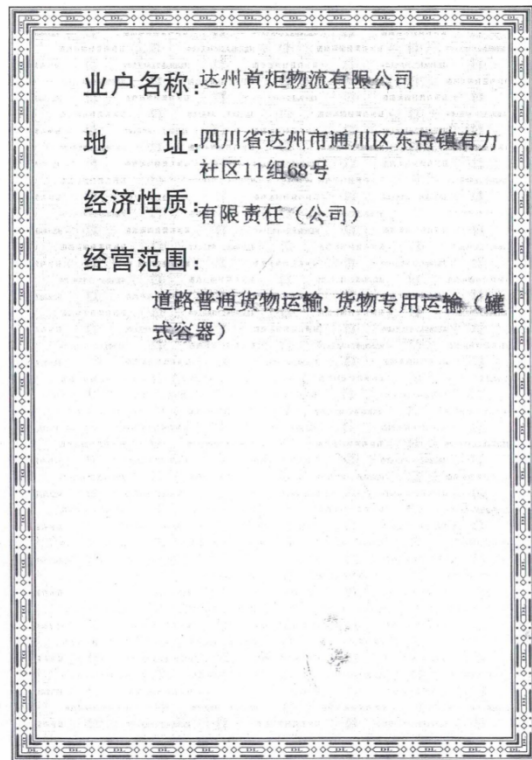 业户名称:达州首炬物流有限公司
地 址:四川省达州市通川区东岳镇有力
社区11组68号
经济性质:有限责任(公司)
经营范围:
道路普通货物运输,货物专用运输(罐
式容器)